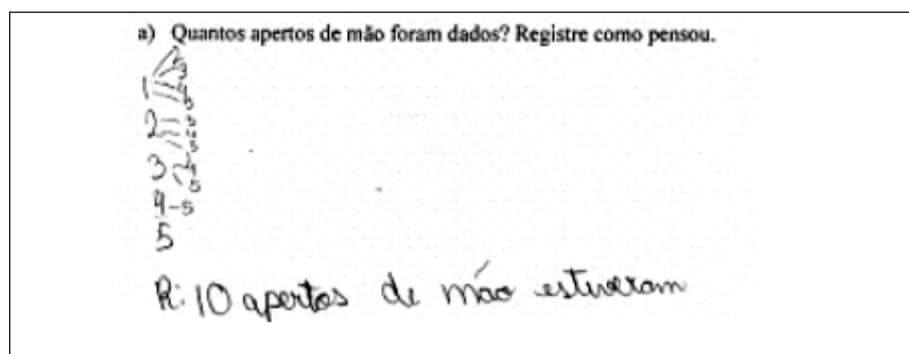 a) Quantos apertos de mão foram dados? Registre como pensou.
1
2
3
4-5
5
R: 10 apertos de mão estiveram